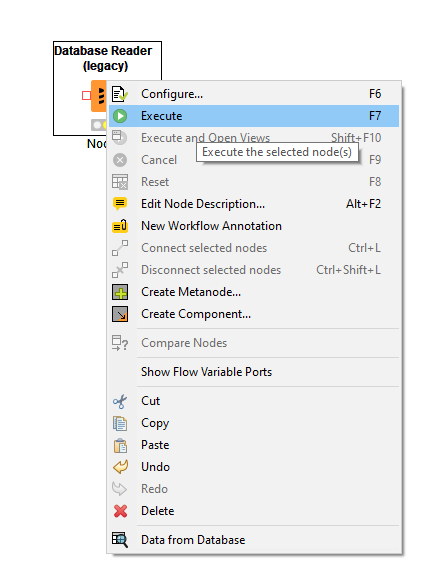 Database Reader
(legacy)
Configure... F6
Execute F7
Execute and Open Views Shift+F10
Execute the selected node(s)
Cancel F9
Reset F8
Edit Node Description... Alt+F2
New Workflow Annotation
Connect selected nodes Ctrl+L
Disconnect selected nodes Ctrl+Shift+L
Create Metanode...
Create Component...
Compare Nodes
Show Flow Variable Ports
Cut
Copy
Paste
Undo
Redo
Delete
Data from Database